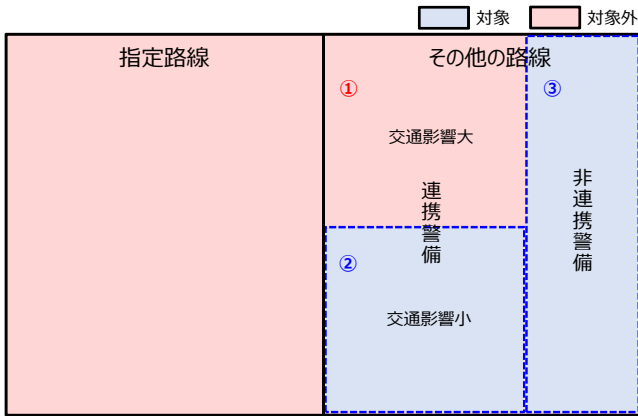 対象
対象外
指定路線
その他の路線
①
③
交通影響大
連携警備
非連携警備
②
交通影響小